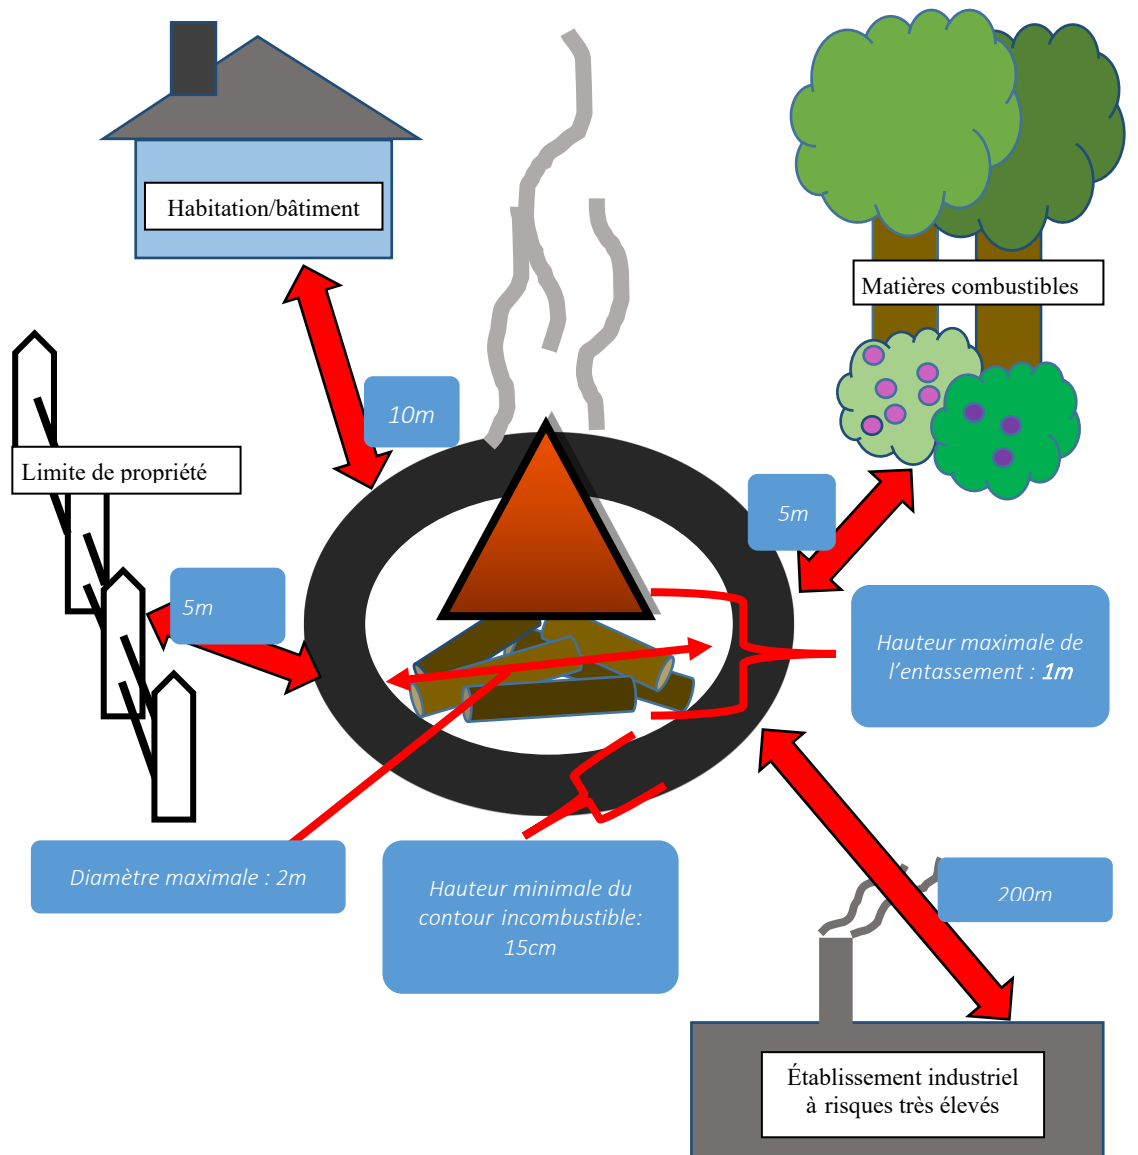 Habitation/bâtiment
Matières combustibles
10m
Limite de propriété
5m
5m
Hauteur maximale de
l’entassement : 1m
Diamètre maximale : 2m
Hauteur minimale du
contour incombustible:
15cm
200m
Établissement industriel
à risques très élevés